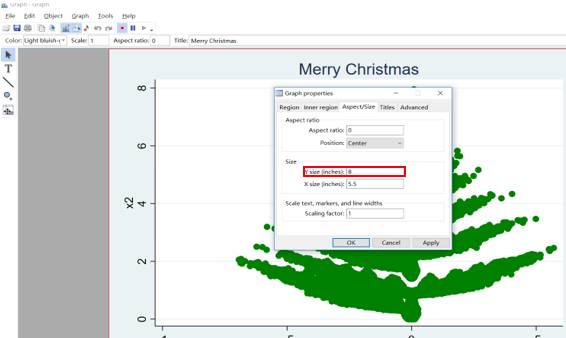 Graph - Graph
File Edit Object Graph Tools Help
Color: Light bluish-g Scale: 1 Aspect ratio: 0 Title: Merry Christmas
T
Merry Christmas
Graph properties
Region Inner region Aspect/Size Titles Advanced
Aspect ratio
Aspect ratio: 0
Position: Center
Size
Y size (inches): 8
X size (inches): 5.5
Scale text, markers, and line widths
Scaling factor: 1
OK Cancel Apply
x2
8
6
4
2
0
-.5 0 .5